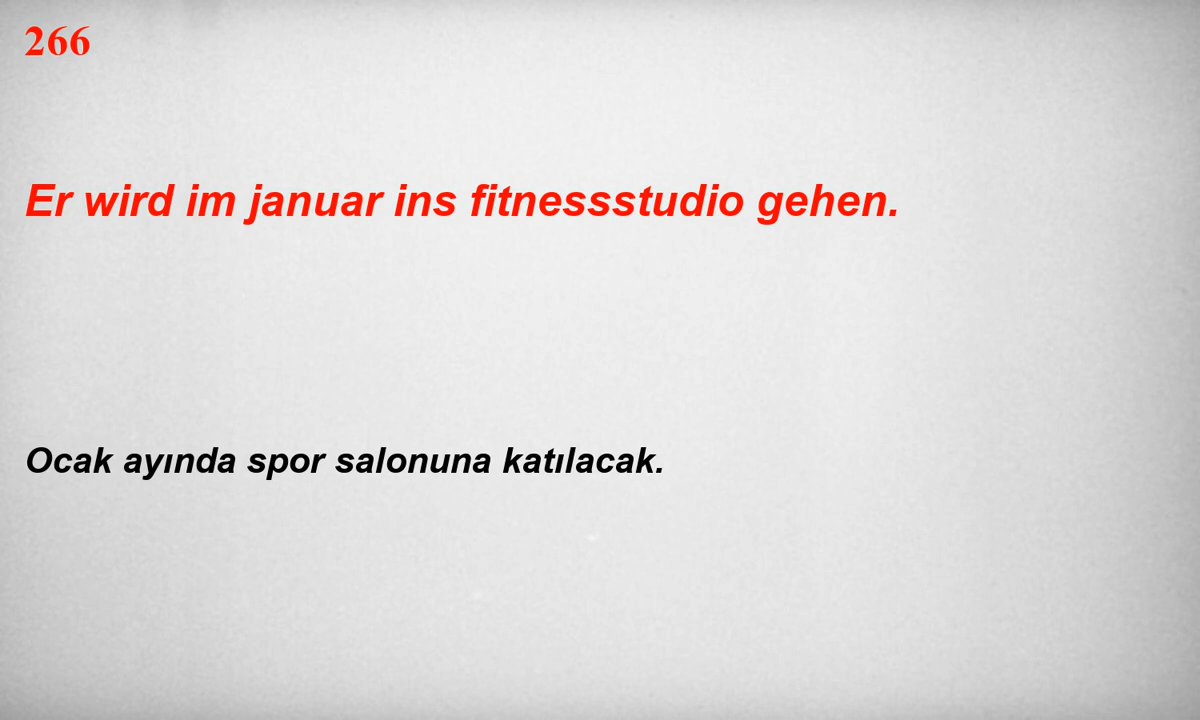 266
Er wird im januar ins fitnessstudio gehen.
Ocak ayında spor salonuna katılacak.